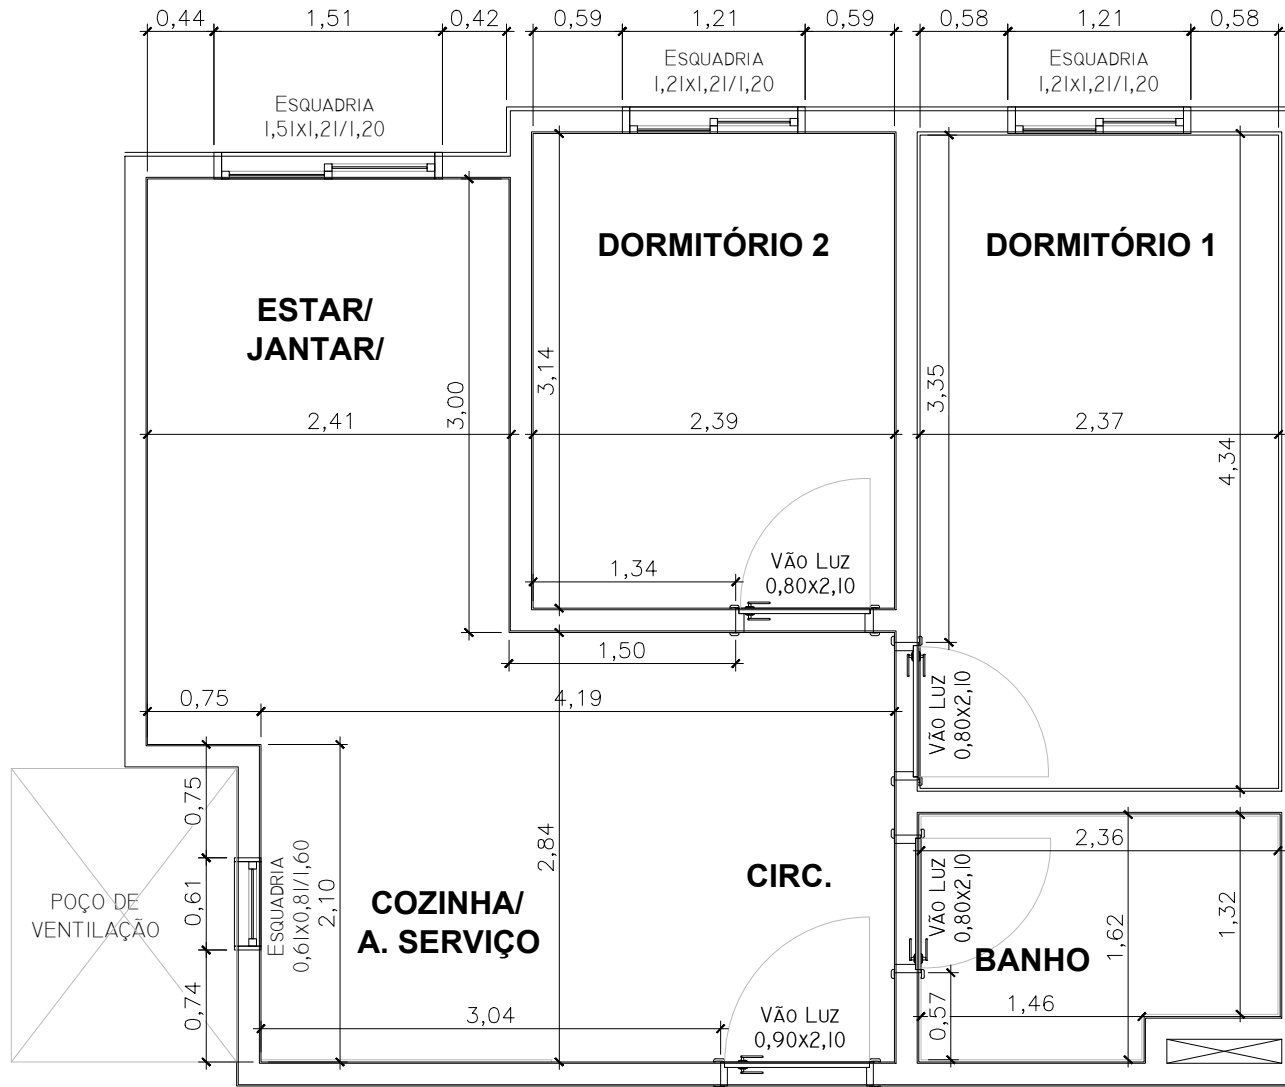 0,44 1,51 0,42 0,59 1,21 0,59 0,58 1,21 0,58
ESQUADRIA
1,51x1,21/1,20
ESQUADRIA
1,21x1,21/1,20
ESQUADRIA
1,21x1,21/1,20
ESTAR/
JANTAR/
DORMITÓRIO 2
DORMITÓRIO 1
3,00
3,14
3,35
4,34
2,41
2,39
2,37
1,34
VÃO LUZ
0,80x2,10
1,50
0,75
4,19
VÃO LUZ
0,80x2,10
0,75
0,61
0,74
ESQUADRIA
0,61x0,81/1,60
2,10
2,84
POÇO DE
VENTILAÇÃO
COZINHA/
A. SERVIÇO
CIRC.
2,36
VÃO LUZ
0,80x2,10
1,62
1,32
BANHO
0,57
1,46
3,04
VÃO LUZ
0,90x2,10